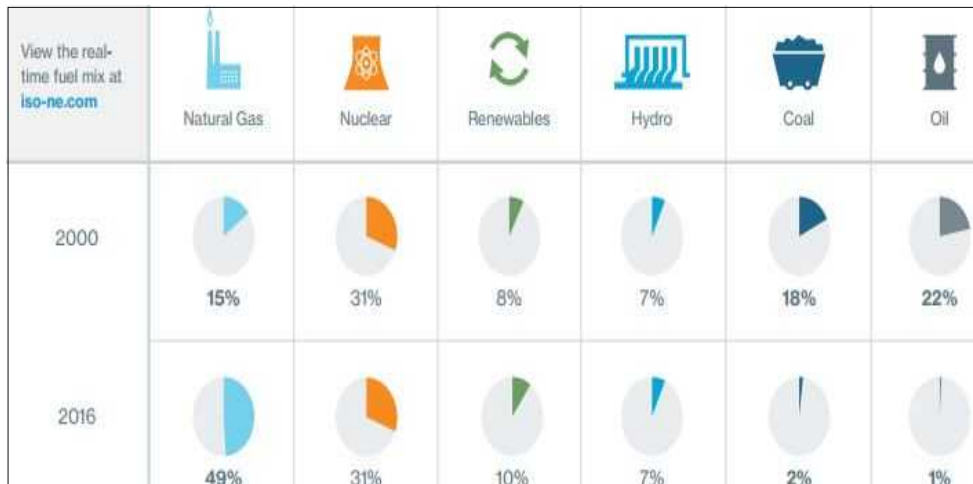 View the real-
time fuel mix at
iso-ne.com
Natural Gas Nuclear Renewables Hydro Coal Oil
2000
15% 31% 8% 7% 18% 22%
2016
49% 31% 10% 7% 2% 1%